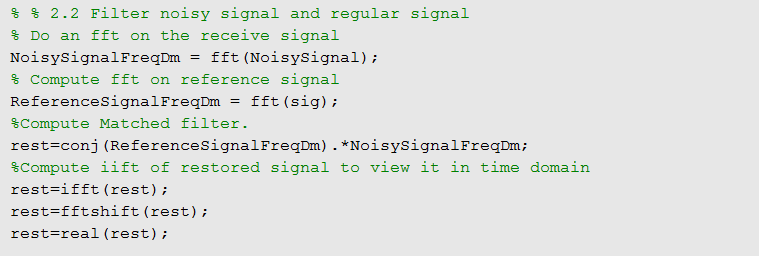 % % 2.2 Filter noisy signal and regular signal
% Do an fft on the receive signal
NoisySignalFreqDm = fft(NoisySignal);
% Compute fft on reference signal
ReferenceSignalFreqDm = fft(sig);
%Compute Matched filter.
rest=conj(ReferenceSignalFreqDm).*NoisySignalFreqDm;
%Compute iift of restored signal to view it in time domain
rest=ifft(rest);
rest=fftshift(rest);
rest=real(rest);